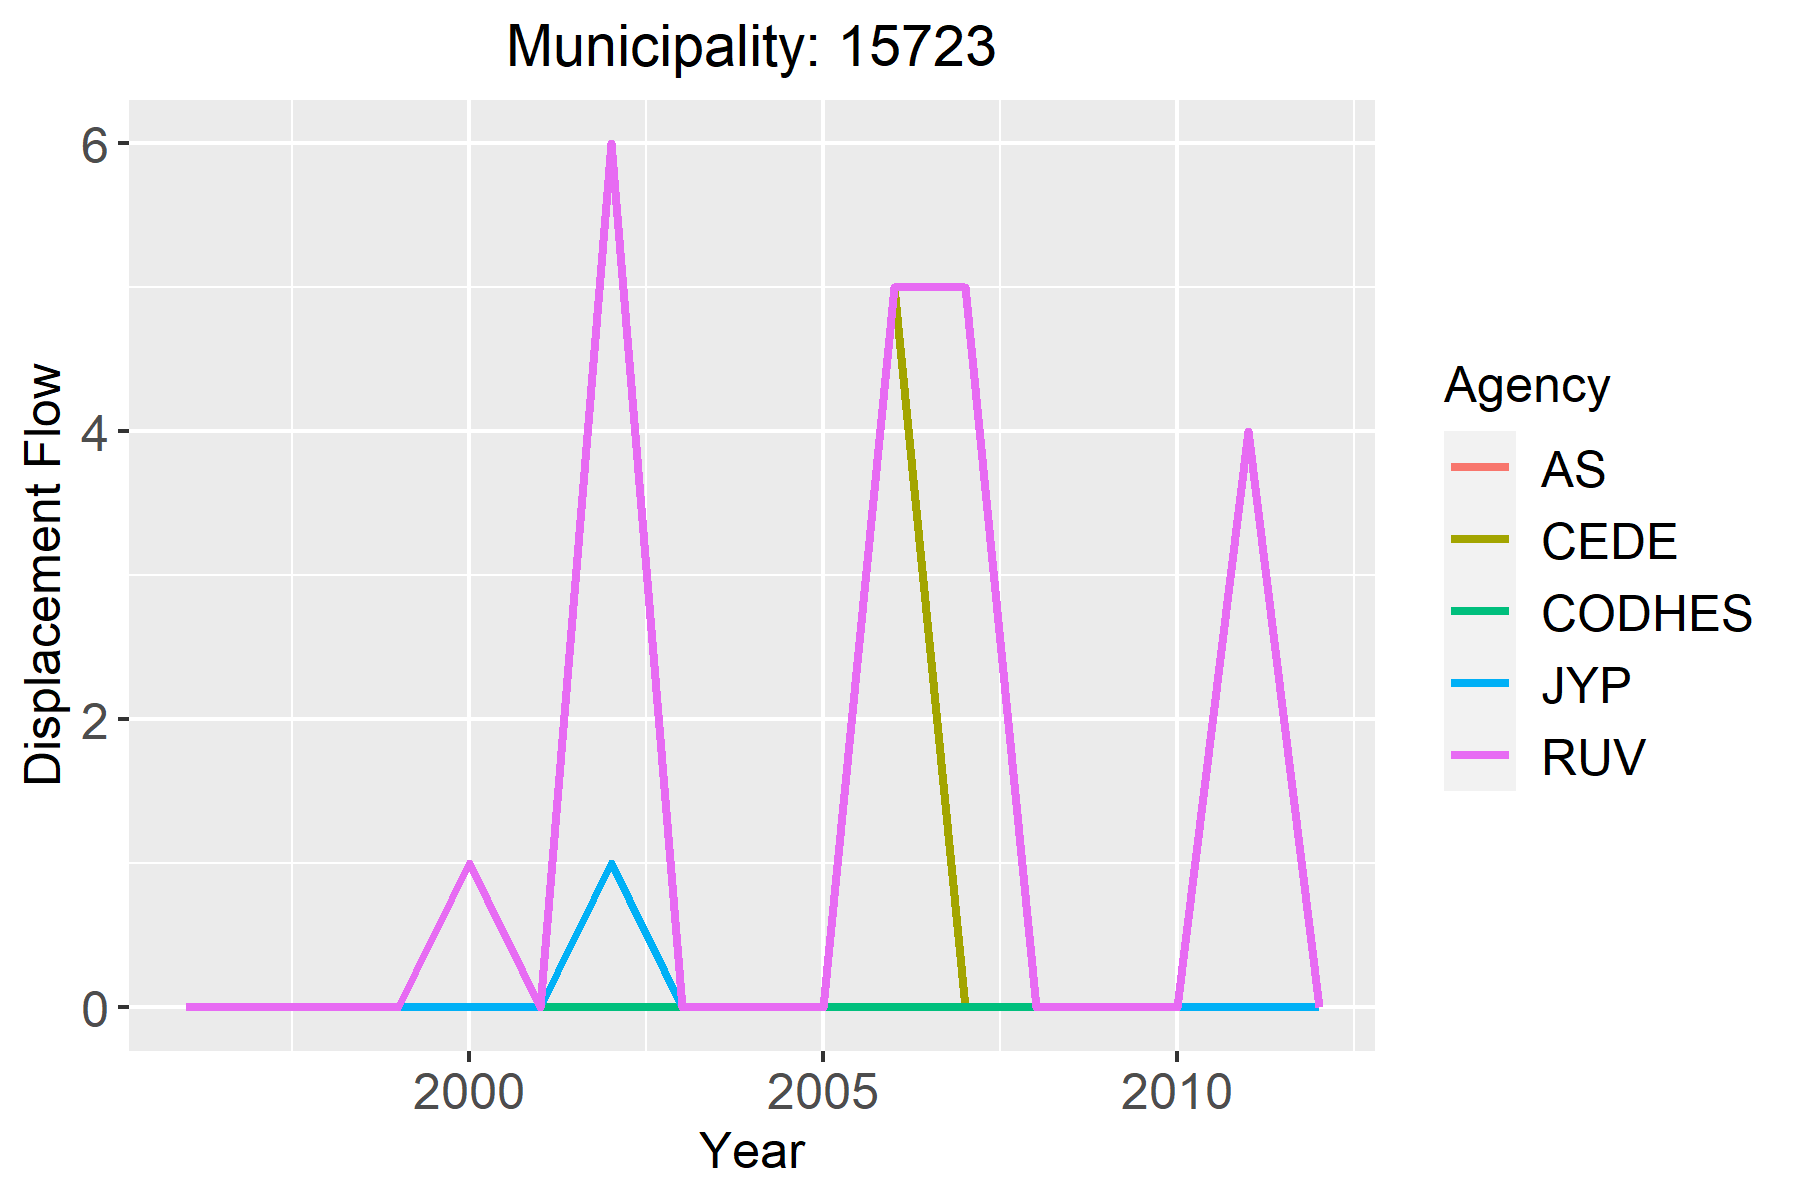 Municipality: 15723
Displacement Flow
6
4
2
0
2000 2005 2010
Year
Agency
AS
CEDE
CODHES
JYP
RUV